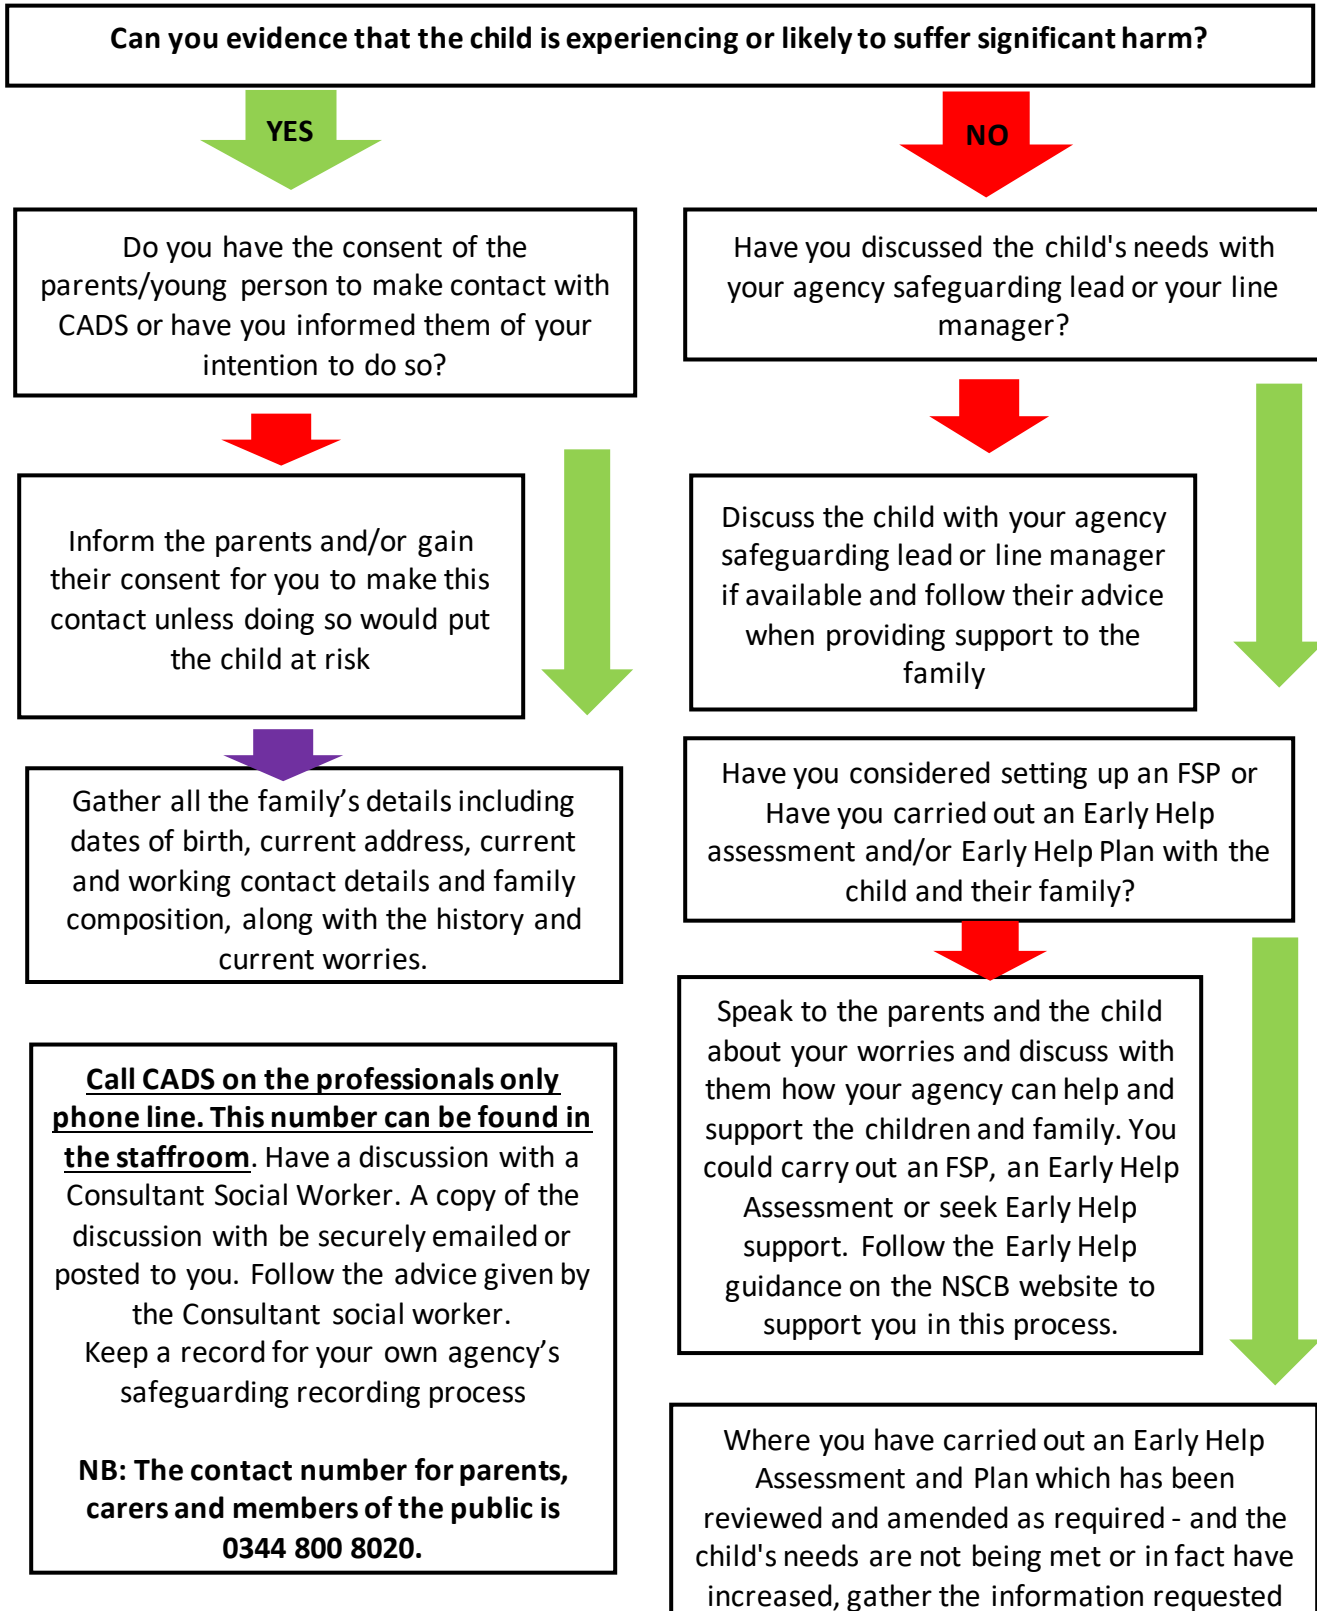 Can you evidence that the child is experiencing or likely to suffer significant harm?
YES
NO
Do you have the consent of the
parents/young person to make contact with
CADS or have you informed them of your
intention to do so?
Inform the parents and/or gain
their consent for you to make this
contact unless doing so would put
the child at risk
Gather all the family’s details including
dates of birth, current address, current
and working contact details and family
composition, along with the history and
current worries.
Call CADS on the professionals only
phone line. This number can be found in
the staffroom. Have a discussion with a
Consultant Social Worker. A copy of the
discussion with be securely emailed or
posted to you. Follow the advice given by
the Consultant social worker.
Keep a record for your own agency’s
safeguarding recording process
NB: The contact number for parents,
carers and members of the public is
0344 800 8020.
Have you discussed the child's needs with
your agency safeguarding lead or your line
manager?
Discuss the child with your agency
safeguarding lead or line manager
if available and follow their advice
when providing support to the
family
Have you considered setting up an FSP or
Have you carried out an Early Help
assessment and/or Early Help Plan with the
child and their family?
Speak to the parents and the child
about your worries and discuss with
them how your agency can help and
support the children and family. You
could carry out an FSP, an Early Help
Assessment or seek Early Help
support. Follow the Early Help
guidance on the NSCB website to
support you in this process.
Where you have carried out an Early Help
Assessment and Plan which has been
reviewed and amended as required - and the
child's needs are not being met or in fact have
increased, gather the information requested